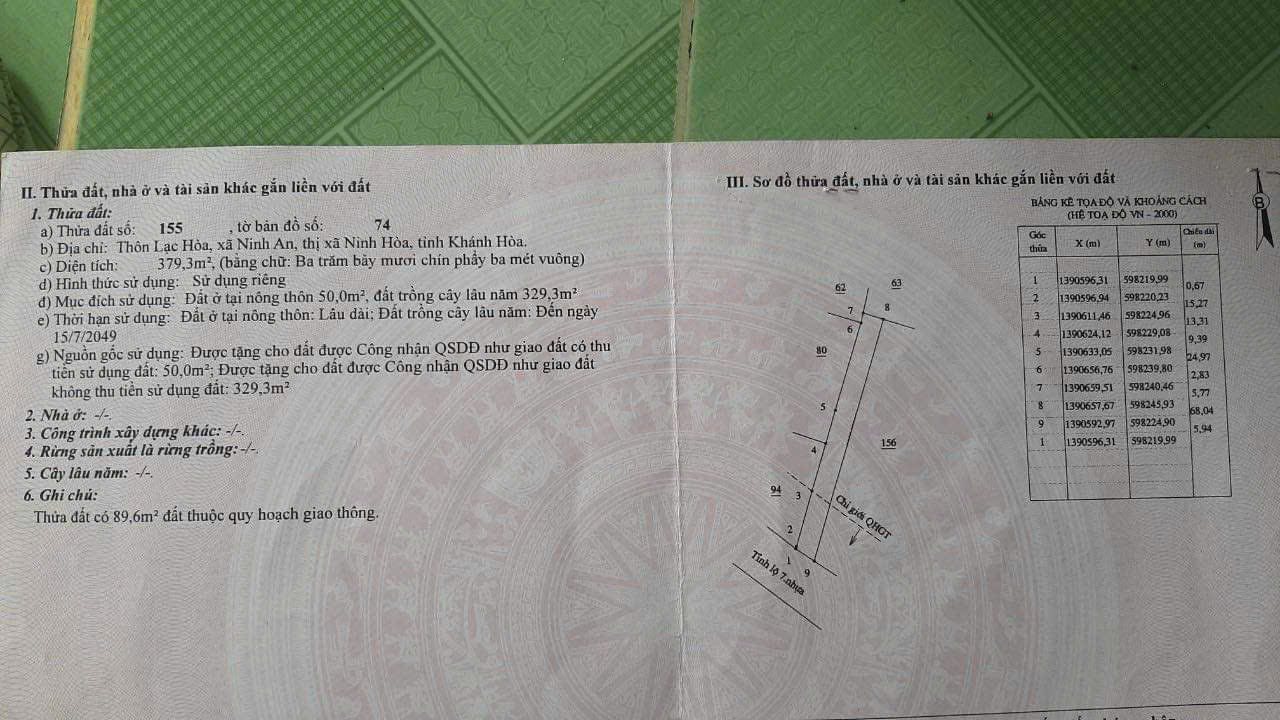 II. Thửa đất, nhà ở và tài sản khác gắn liền với đất
1. Thửa đất:
a) Thửa đất số: 155 , tờ bản đồ số: 74
b) Địa chỉ: Thôn Lạc Hòa, xã Ninh An, thị xã Ninh Hòa, tỉnh Khánh Hòa.
c) Diện tích: 379,3m², (bằng chữ: Ba trăm bảy mươi chín phẩy ba mét vuông)
d) Hình thức sử dụng: Sử dụng riêng
đ) Mục đích sử dụng: Đất ở tại nông thôn 50,0m², đất trồng cây lâu năm 329,3m²
e) Thời hạn sử dụng: Đất ở tại nông thôn: Lâu dài; Đất trồng cây lâu năm: Đến ngày
15/7/2049
g) Nguồn gốc sử dụng: Được tặng cho đất được Công nhận QSDĐ như giao đất có thu
tiền sử dụng đất: 50,0m²; Được tặng cho đất được Công nhận QSDĐ như giao đất
không thu tiền sử dụng đất: 329,3m²
2. Nhà ở: -/-.
3. Công trình xây dựng khác: -/-.
4. Rừng sản xuất là rừng trồng: -/-.
5. Cây lâu năm: -/-.
6. Ghi chú:
Thửa đất có 89,6m² đất thuộc quy hoạch giao thông.
III. Sơ đồ thửa đất, nhà ở và tài sản khác gắn liền với đất
BẢNG KÊ TỌA ĐỘ VÀ KHOẢNG CÁCH
(HỆ TỌA ĐỘ VN - 2000)
Góc thửa X (m) Y (m) Chiều dài (m)
1 1390596,31 598219,99
0,67
2 1390596,94 598220,23
15,27
3 1390611,46 598224,96
13,31
4 1390624,12 598229,08
9,39
5 1390633,05 598231,98
24,97
6 1390656,76 598239,80
2,83
7 1390659,51 598240,46
5,77
8 1390657,67 598245,93
68,04
9 1390592,97 598224,90
5,94
1 1390596,31 598219,99
B
62
63
7
8
6
80
5
156
4
94
3
Chỉ giới QHGT
2
1
9
Tỉnh lộ 7.nhựa